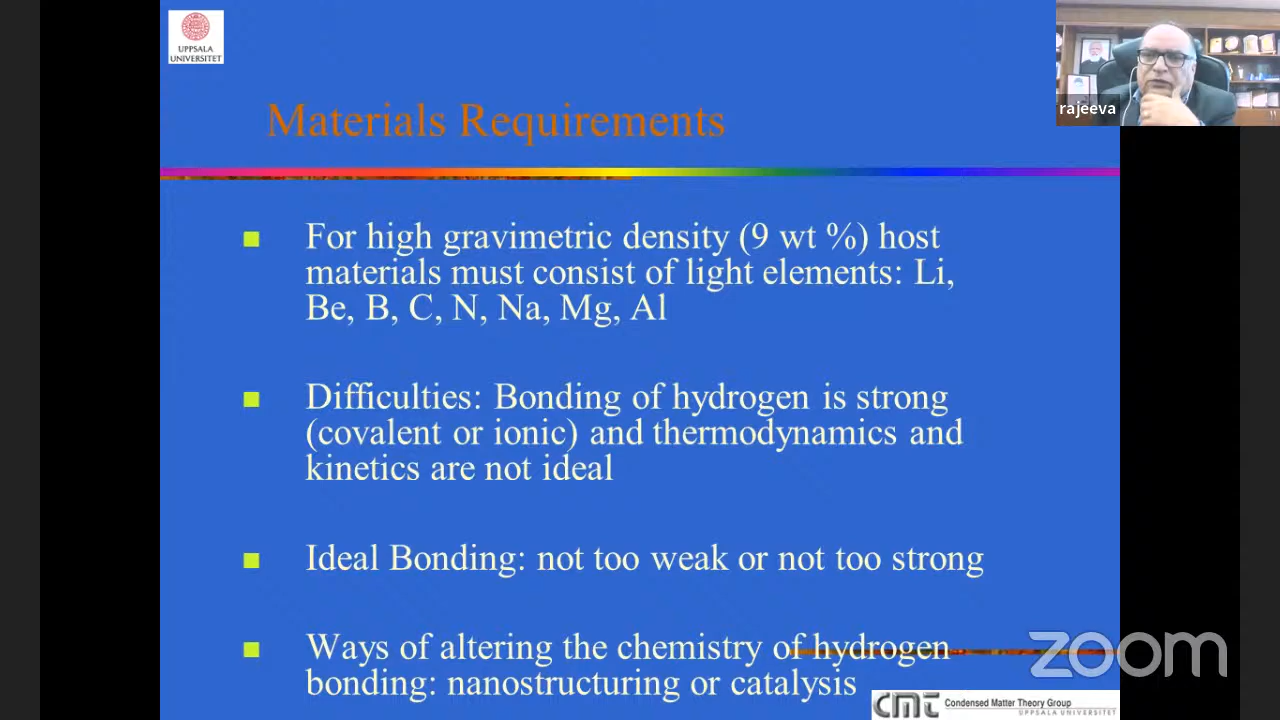 UPPSALA
UNIVERSITET
rajeeva
Materials Requirements
For high gravimetric density (9 wt %) host
materials must consist of light elements: Li,
Be, B, C, N, Na, Mg, Al
Difficulties: Bonding of hydrogen is strong
(covalent or ionic) and thermodynamics and
kinetics are not ideal
Ideal Bonding: not too weak or not too strong
Ways of altering the chemistry of hydrogen
bonding: nanostructuring or catalysis
zoom
CMT Condensed Matter Theory Group
UPPSALA UNIVERSITET